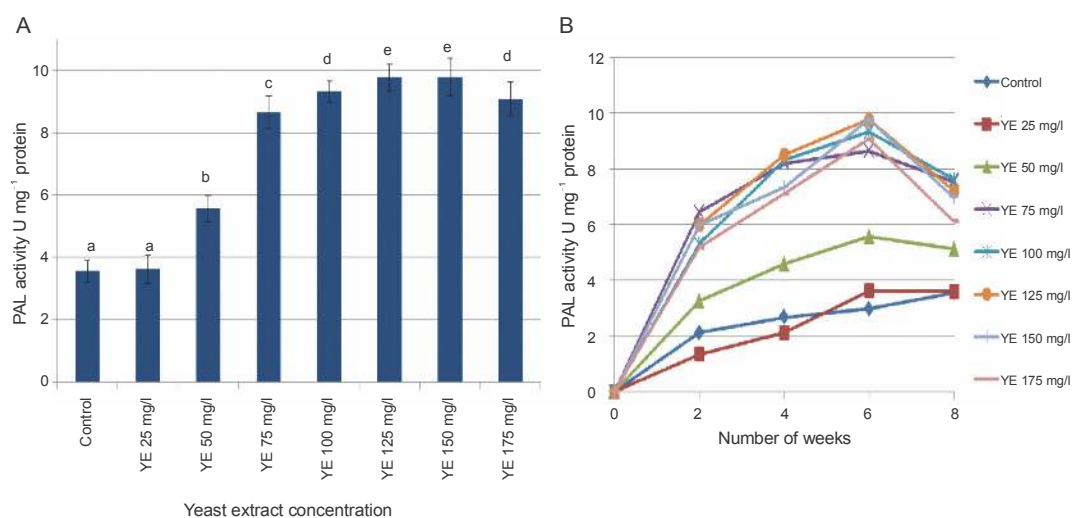 A
PAL activity U mg⁻¹ protein
10
8
6
4
2
0
a
a
b
c
d
e
e
d
Control
YE 25 mg/l
YE 50 mg/l
YE 75 mg/l
YE 100 mg/l
YE 125 mg/l
YE 150 mg/l
YE 175 mg/l
Yeast extract concentration
B
PAL activity U mg⁻¹ protein
12
10
8
6
4
2
0
0 2 4 6 8
Number of weeks
Control
YE 25 mg/l
YE 50 mg/l
YE 75 mg/l
YE 100 mg/l
YE 125 mg/l
YE 150 mg/l
YE 175 mg/l